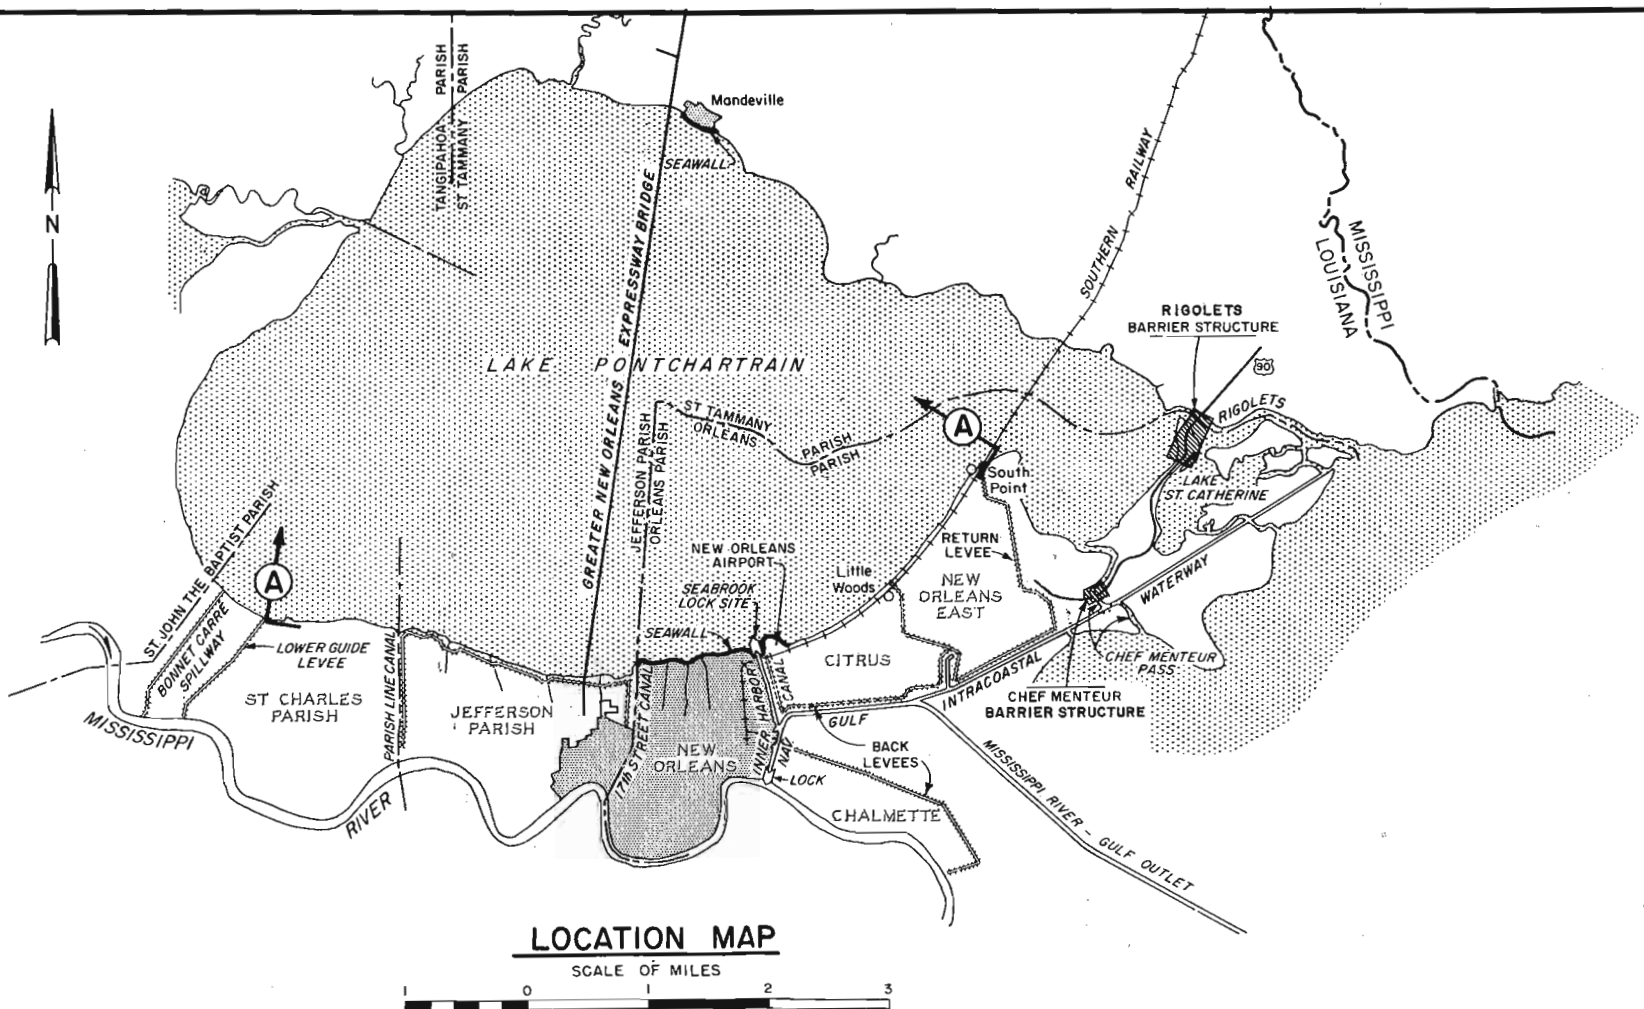 TANGIPAHOA PARISH
ST TAMMANY PARISH
Mandeville
SEAWALL
N
GREATER NEW ORLEANS EXPRESSWAY BRIDGE
SOUTHERN RAILWAY
MISSISSIPPI
LOUISIANA
RIGOLETS
BARRIER STRUCTURE
90
RIGOLETS
LAKE PONTCHARTRAIN
ST TAMMANY PARISH
ORLEANS PARISH
JEFFERSON PARISH
ORLEANS PARISH
A
South
Point
LAKE
ST. CATHERINE
RETURN
LEVEE
NEW
ORLEANS
EAST
WATERWAY
ST. JOHN THE BAPTIST PARISH
A
BONNET CARRE
SPILLWAY
LOWER GUIDE
LEVEE
NEW ORLEANS
AIRPORT
SEABROOK
LOCK SITE
Little
Woods
SEAWALL
CITRUS
CHEF MENTEUR
PASS
CHEF MENTEUR
BARRIER STRUCTURE
INTRACOASTAL
GULF
ST CHARLES
PARISH
PARISH LINE CANAL
JEFFERSON
PARISH
17th STREET CANAL
NEW
ORLEANS
INNER HARBOR
NAV. CANAL
LOCK
BACK
LEVEES
CHALMETTE
MISSISSIPPI
RIVER
MISSISSIPPI RIVER - GULF OUTLET
LOCATION MAP
SCALE OF MILES
1 0 1 2 3